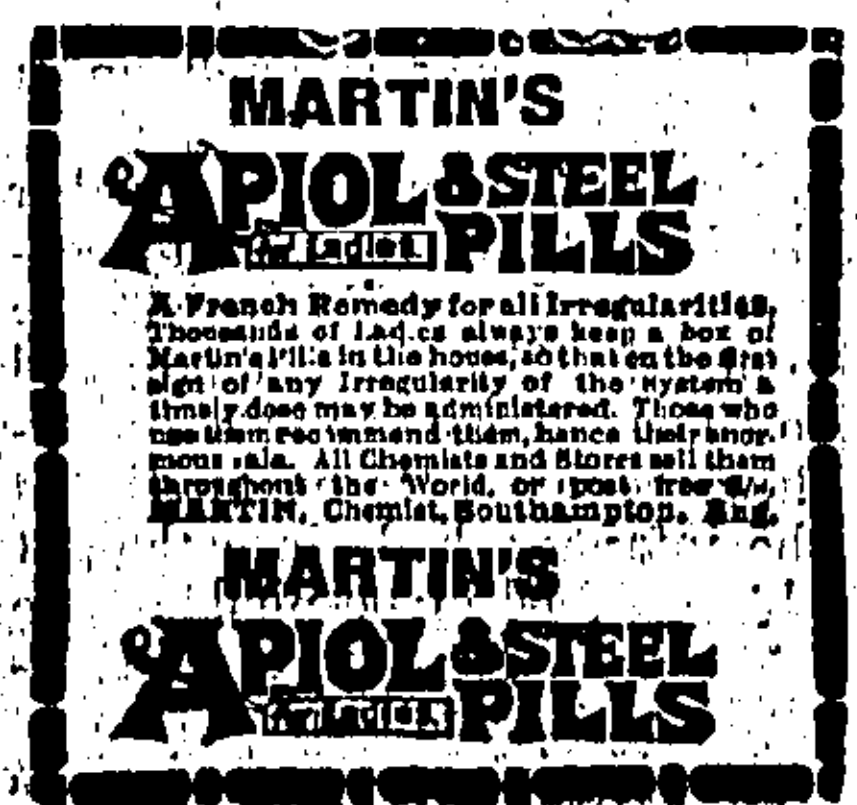 MARTIN'S
APIOL & STEEL
for Ladies. PILLS
A French Remedy for all Irregularities.
Thousands of Ladies always keep a box of
Martin's Pills in the house, so that on the first
sign of any Irregularity of the System a
timely dose may be administered. Those who
use them recommend them, hence their enor-
mous sale. All Chemists and Stores sell them
throughout the World, or post free
MARTIN, Chemist, Southampton, Eng.
MARTIN'S
APIOL & STEEL
for Ladies. PILLS